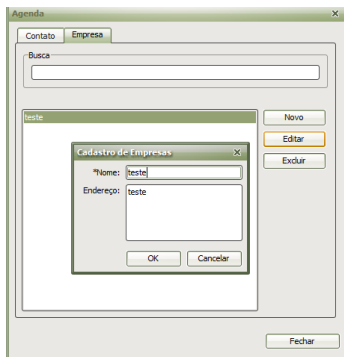 Agenda
Contato Empresa
Busca
teste
Novo
Editar
Excluir
Cadastro de Empresas
*Nome: teste
Endereço: teste
OK Cancelar
Fechar